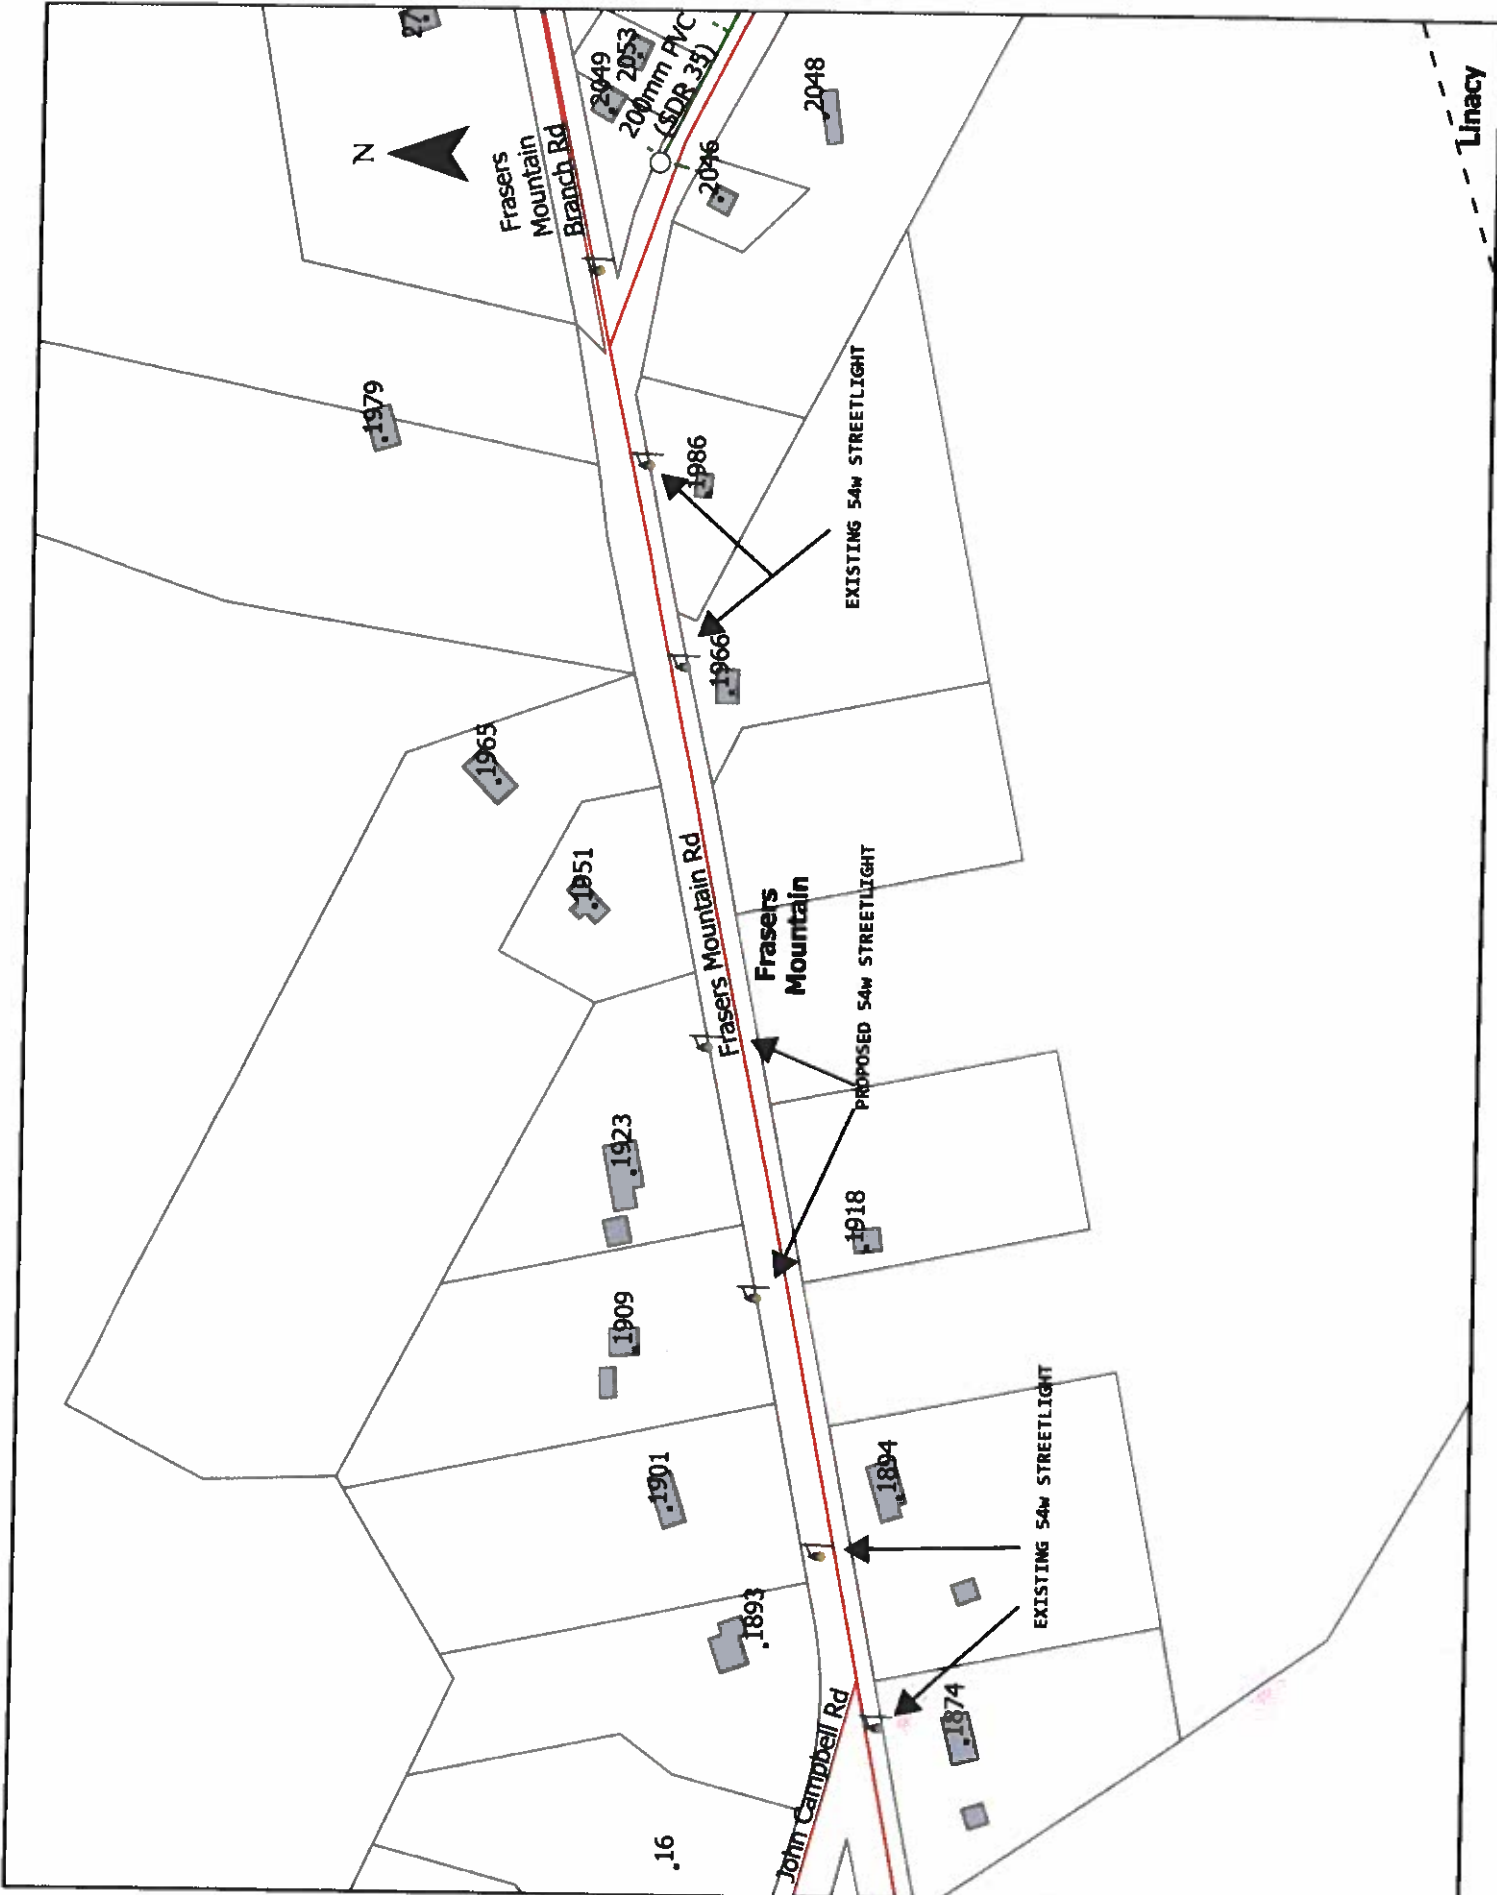 2049
2053
200mm PVC
(SDR 35)
2048
2046
Linacy
N
Frasers
Mountain
Branch Rd
1979
1986
EXISTING 54W STREETLIGHT
1966
1965
1951
Frasers Mountain Rd
Frasers
Mountain
PROPOSED 54W STREETLIGHT
1923
1918
1909
1901
1894
EXISTING 54W STREETLIGHT
1893
1874
John Campbell Rd
16